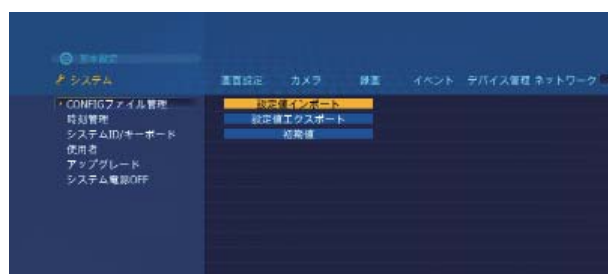 システム 画面設定 カメラ 録画 イベント デバイス管理 ネットワーク
CONFIGファイル管理 設定値インポート
時刻管理 設定値エクスポート
システムID/キーボード 初期値
使用者
アップグレード
システム電源OFF